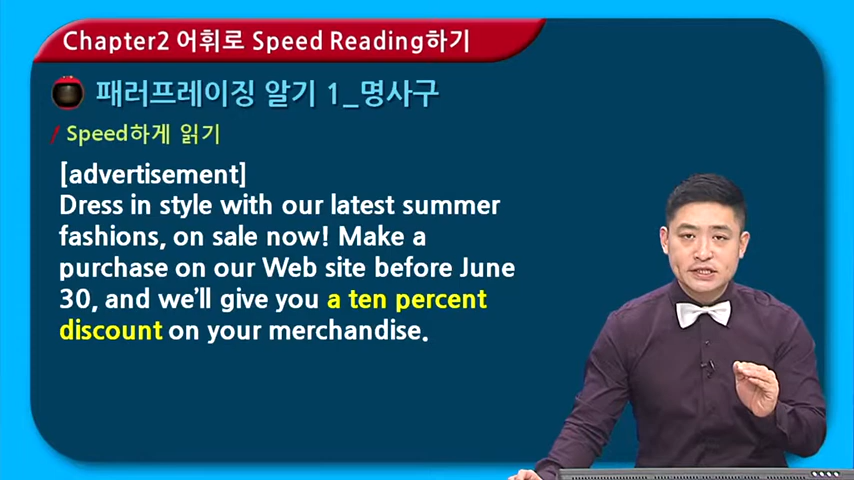 Chapter2 어휘로 Speed Reading하기
패러프레이징 알기 1_명사구
/ Speed하게 읽기
[advertisement]
Dress in style with our latest summer
fashions, on sale now! Make a
purchase on our Web site before June
30, and we’ll give you a ten percent
discount on your merchandise.